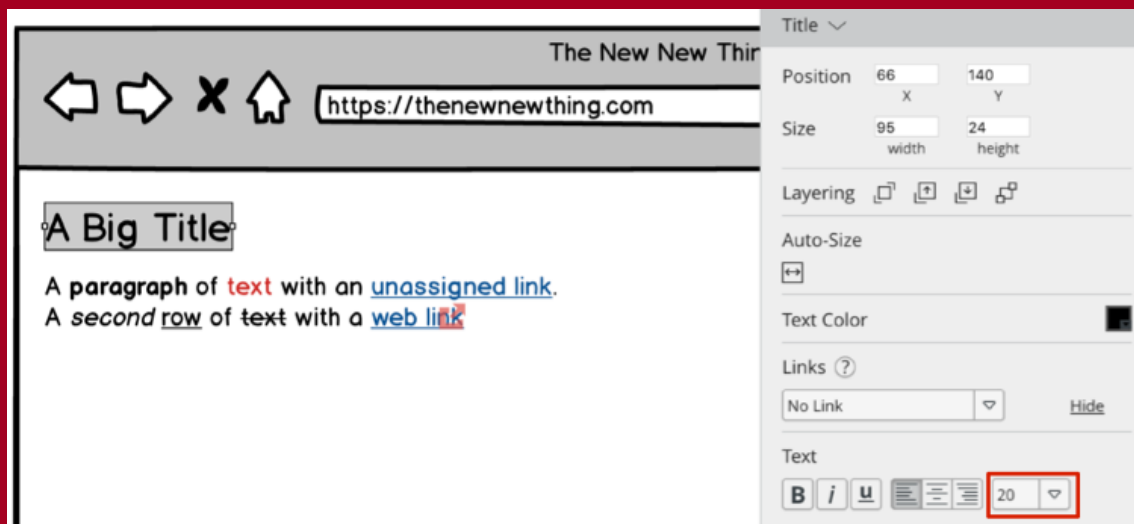 The New New Thin
https://thenewnewthing.com
A Big Title
A paragraph of text with an unassigned link.
A second row of text with a web link
Title
Position 66 140
X Y
Size 95 24
width height
Layering
Auto-Size
Text Color
Links ?
No Link Hide
Text
B i u 20